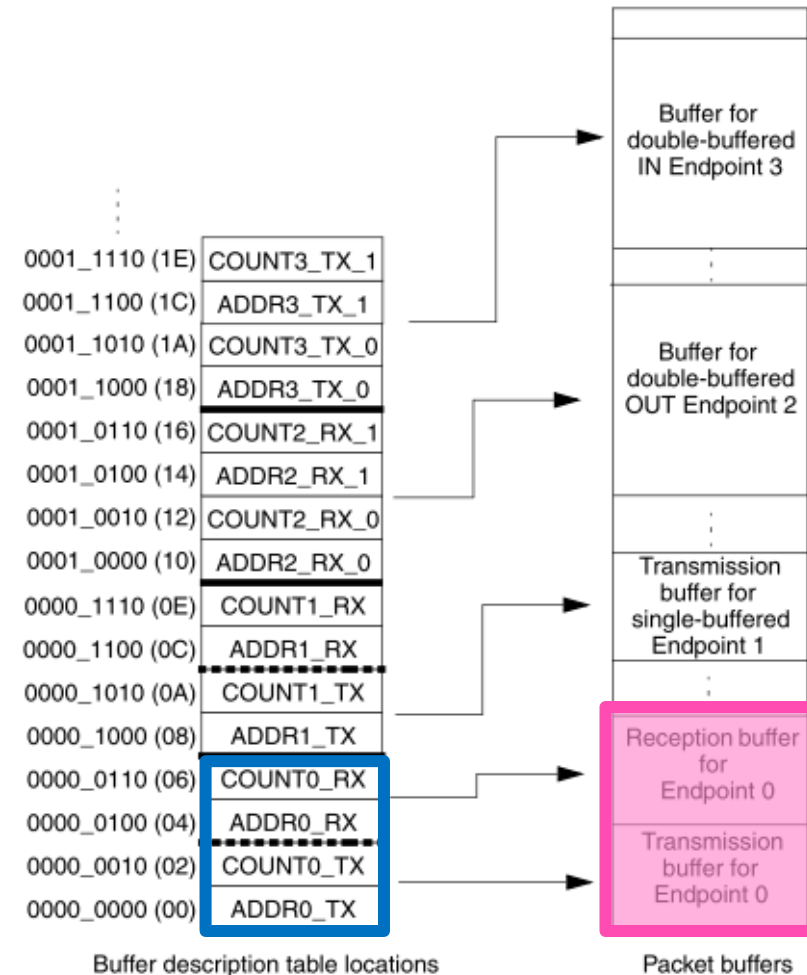 Buffer for
double-buffered
IN Endpoint 3
0001_1110 (1E) COUNT3_TX_1
0001_1100 (1C) ADDR3_TX_1
0001_1010 (1A) COUNT3_TX_0
0001_1000 (18) ADDR3_TX_0
0001_0110 (16) COUNT2_RX_1
0001_0100 (14) ADDR2_RX_1
0001_0010 (12) COUNT2_RX_0
0001_0000 (10) ADDR2_RX_0
Buffer for
double-buffered
OUT Endpoint 2
0000_1110 (0E) COUNT1_RX
0000_1100 (0C) ADDR1_RX
0000_1010 (0A) COUNT1_TX
0000_1000 (08) ADDR1_TX
Transmission
buffer for
single-buffered
Endpoint 1
0000_0110 (06) COUNT0_RX
0000_0100 (04) ADDR0_RX
0000_0010 (02) COUNT0_TX
0000_0000 (00) ADDR0_TX
Reception buffer
for
Endpoint 0
Transmission
buffer for
Endpoint 0
Buffer description table locations
Packet buffers